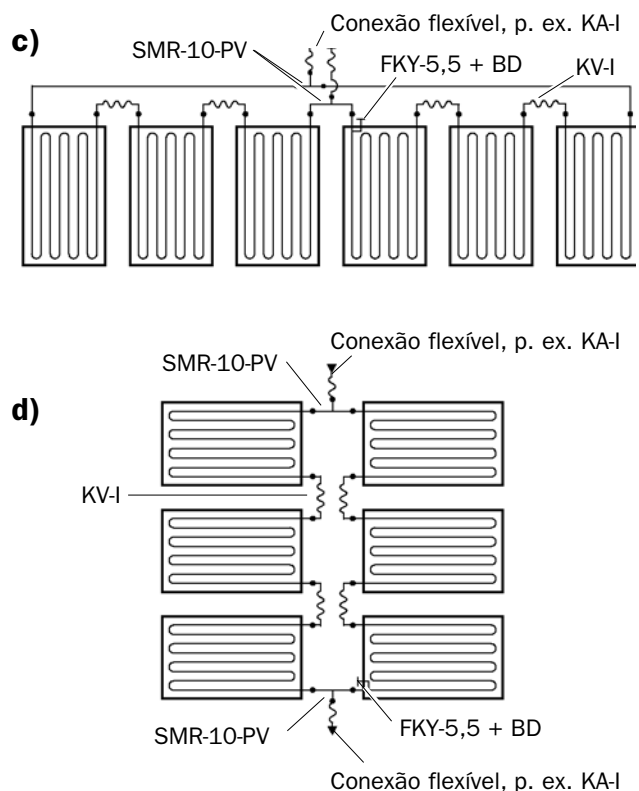 c)
Conexão flexível, p. ex. KA-I
SMR-10-PV
FKY-5,5 + BD
KV-I
Conexão flexível, p. ex. KA-I
SMR-10-PV
d)
KV-I
SMR-10-PV
FKY-5,5 + BD
Conexão flexível, p. ex. KA-I